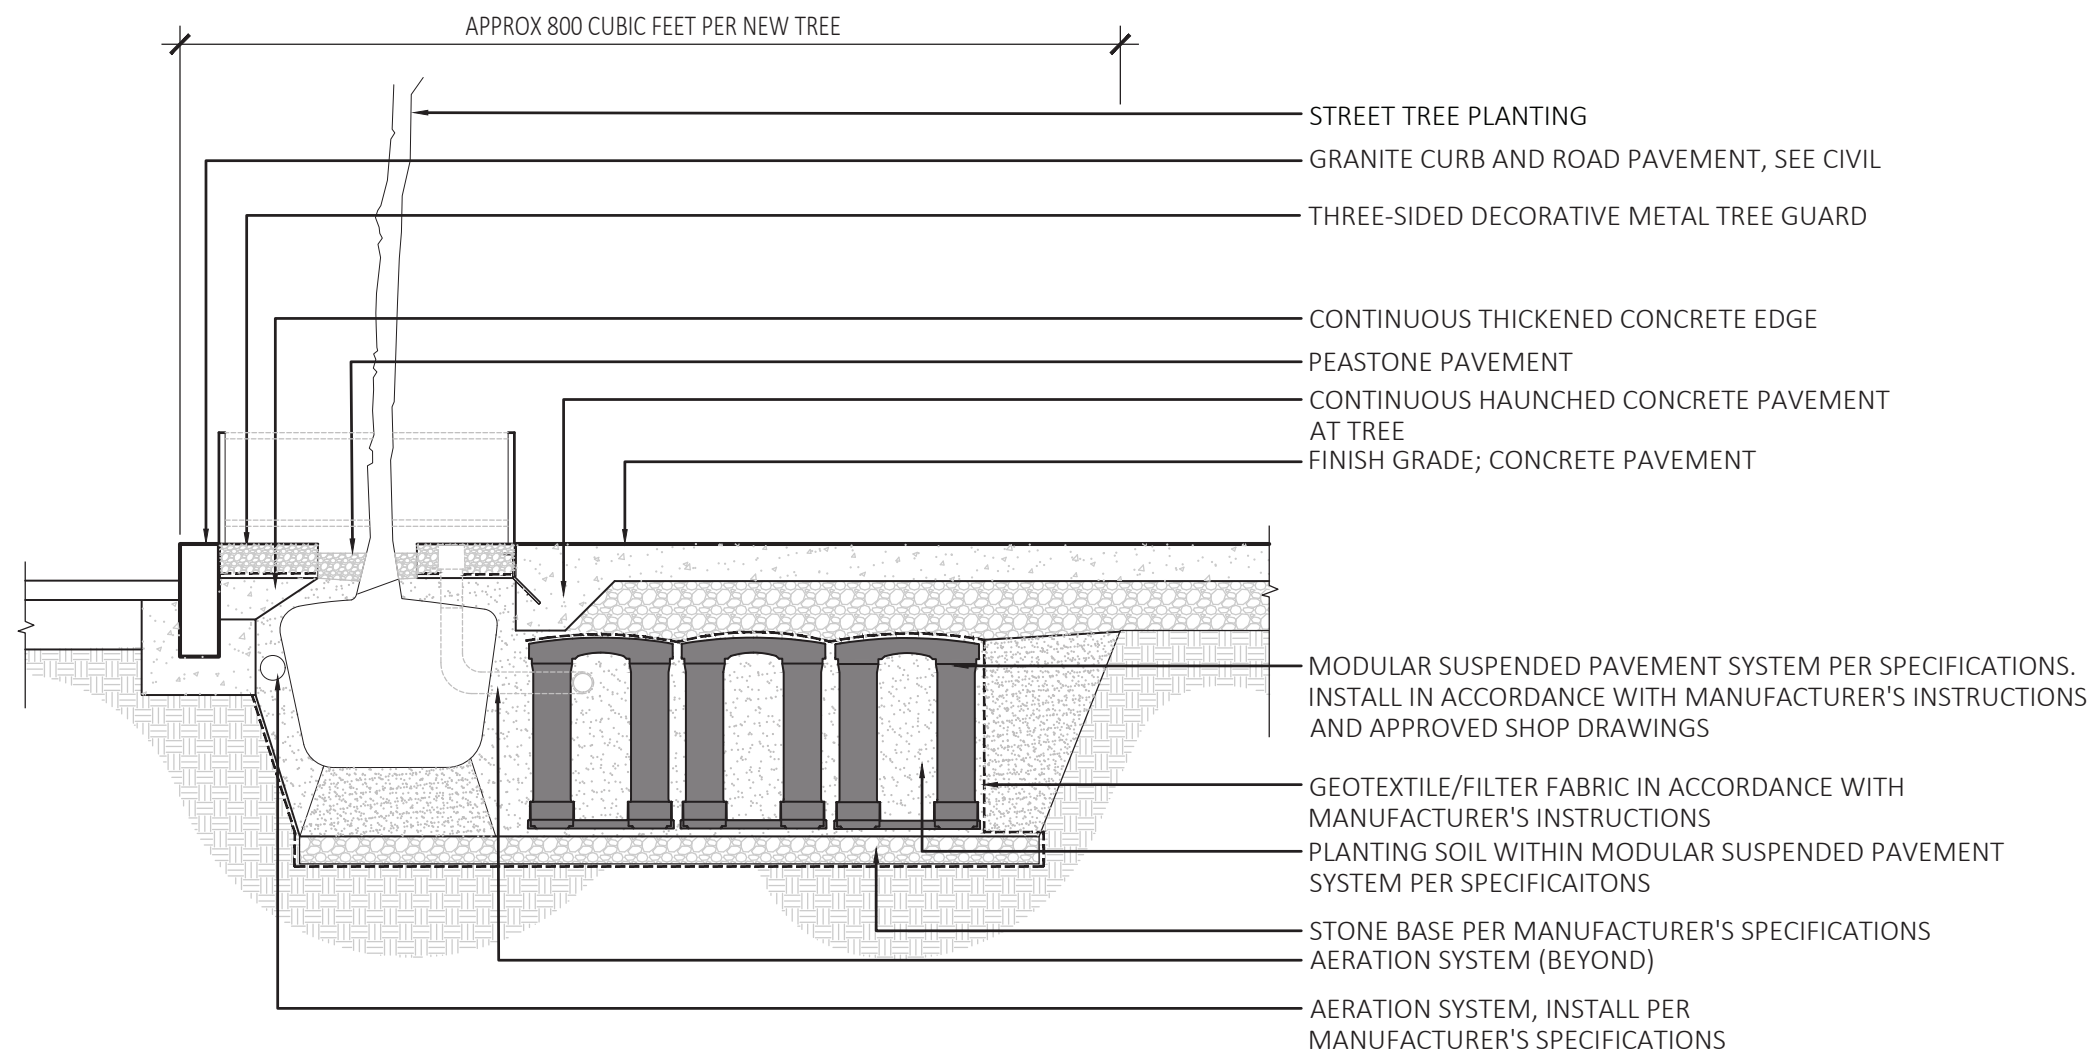 APPROX 800 CUBIC FEET PER NEW TREE
STREET TREE PLANTING
GRANITE CURB AND ROAD PAVEMENT, SEE CIVIL
THREE-SIDED DECORATIVE METAL TREE GUARD
CONTINUOUS THICKENED CONCRETE EDGE
PEASTONE PAVEMENT
CONTINUOUS HAUNCHED CONCRETE PAVEMENT
AT TREE
FINISH GRADE; CONCRETE PAVEMENT
MODULAR SUSPENDED PAVEMENT SYSTEM PER SPECIFICATIONS.
INSTALL IN ACCORDANCE WITH MANUFACTURER'S INSTRUCTIONS
AND APPROVED SHOP DRAWINGS
GEOTEXTILE/FILTER FABRIC IN ACCORDANCE WITH
MANUFACTURER'S INSTRUCTIONS
PLANTING SOIL WITHIN MODULAR SUSPENDED PAVEMENT
SYSTEM PER SPECIFICAITONS
STONE BASE PER MANUFACTURER'S SPECIFICATIONS
AERATION SYSTEM (BEYOND)
AERATION SYSTEM, INSTALL PER
MANUFACTURER'S SPECIFICATIONS